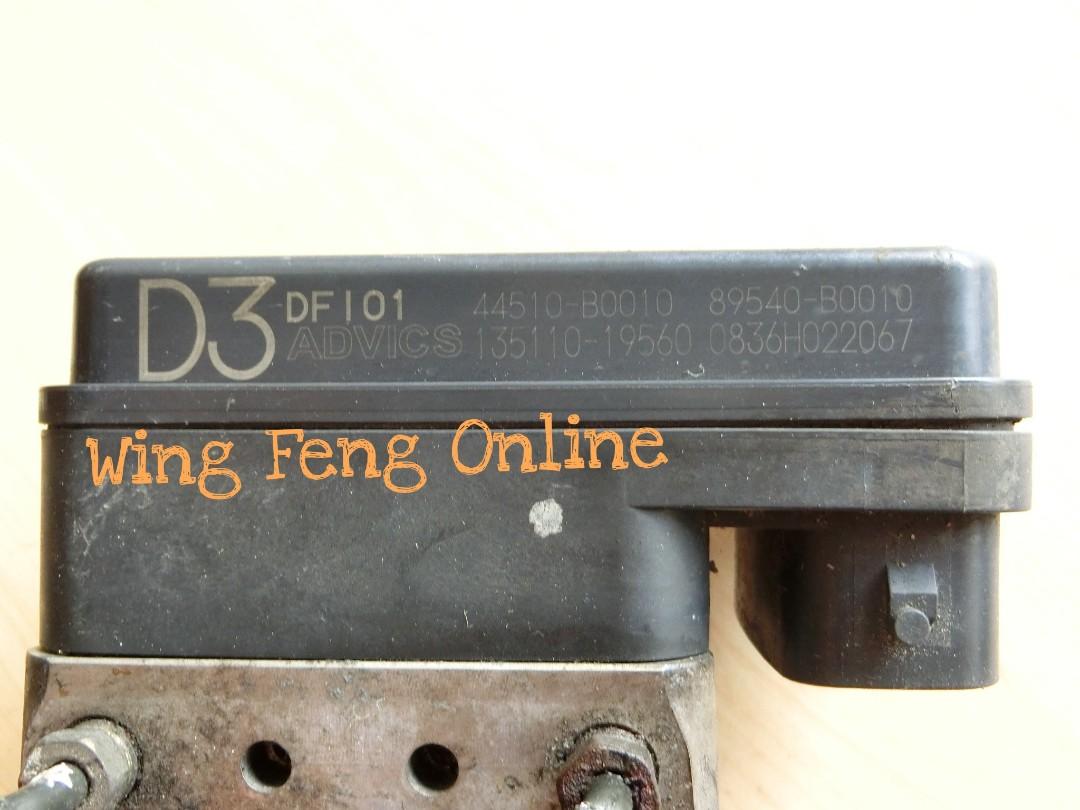 D3 DF101 44510-B0010 89540-B0010
ADVICS 135110-19560 0836H022067
Wing Feng Online